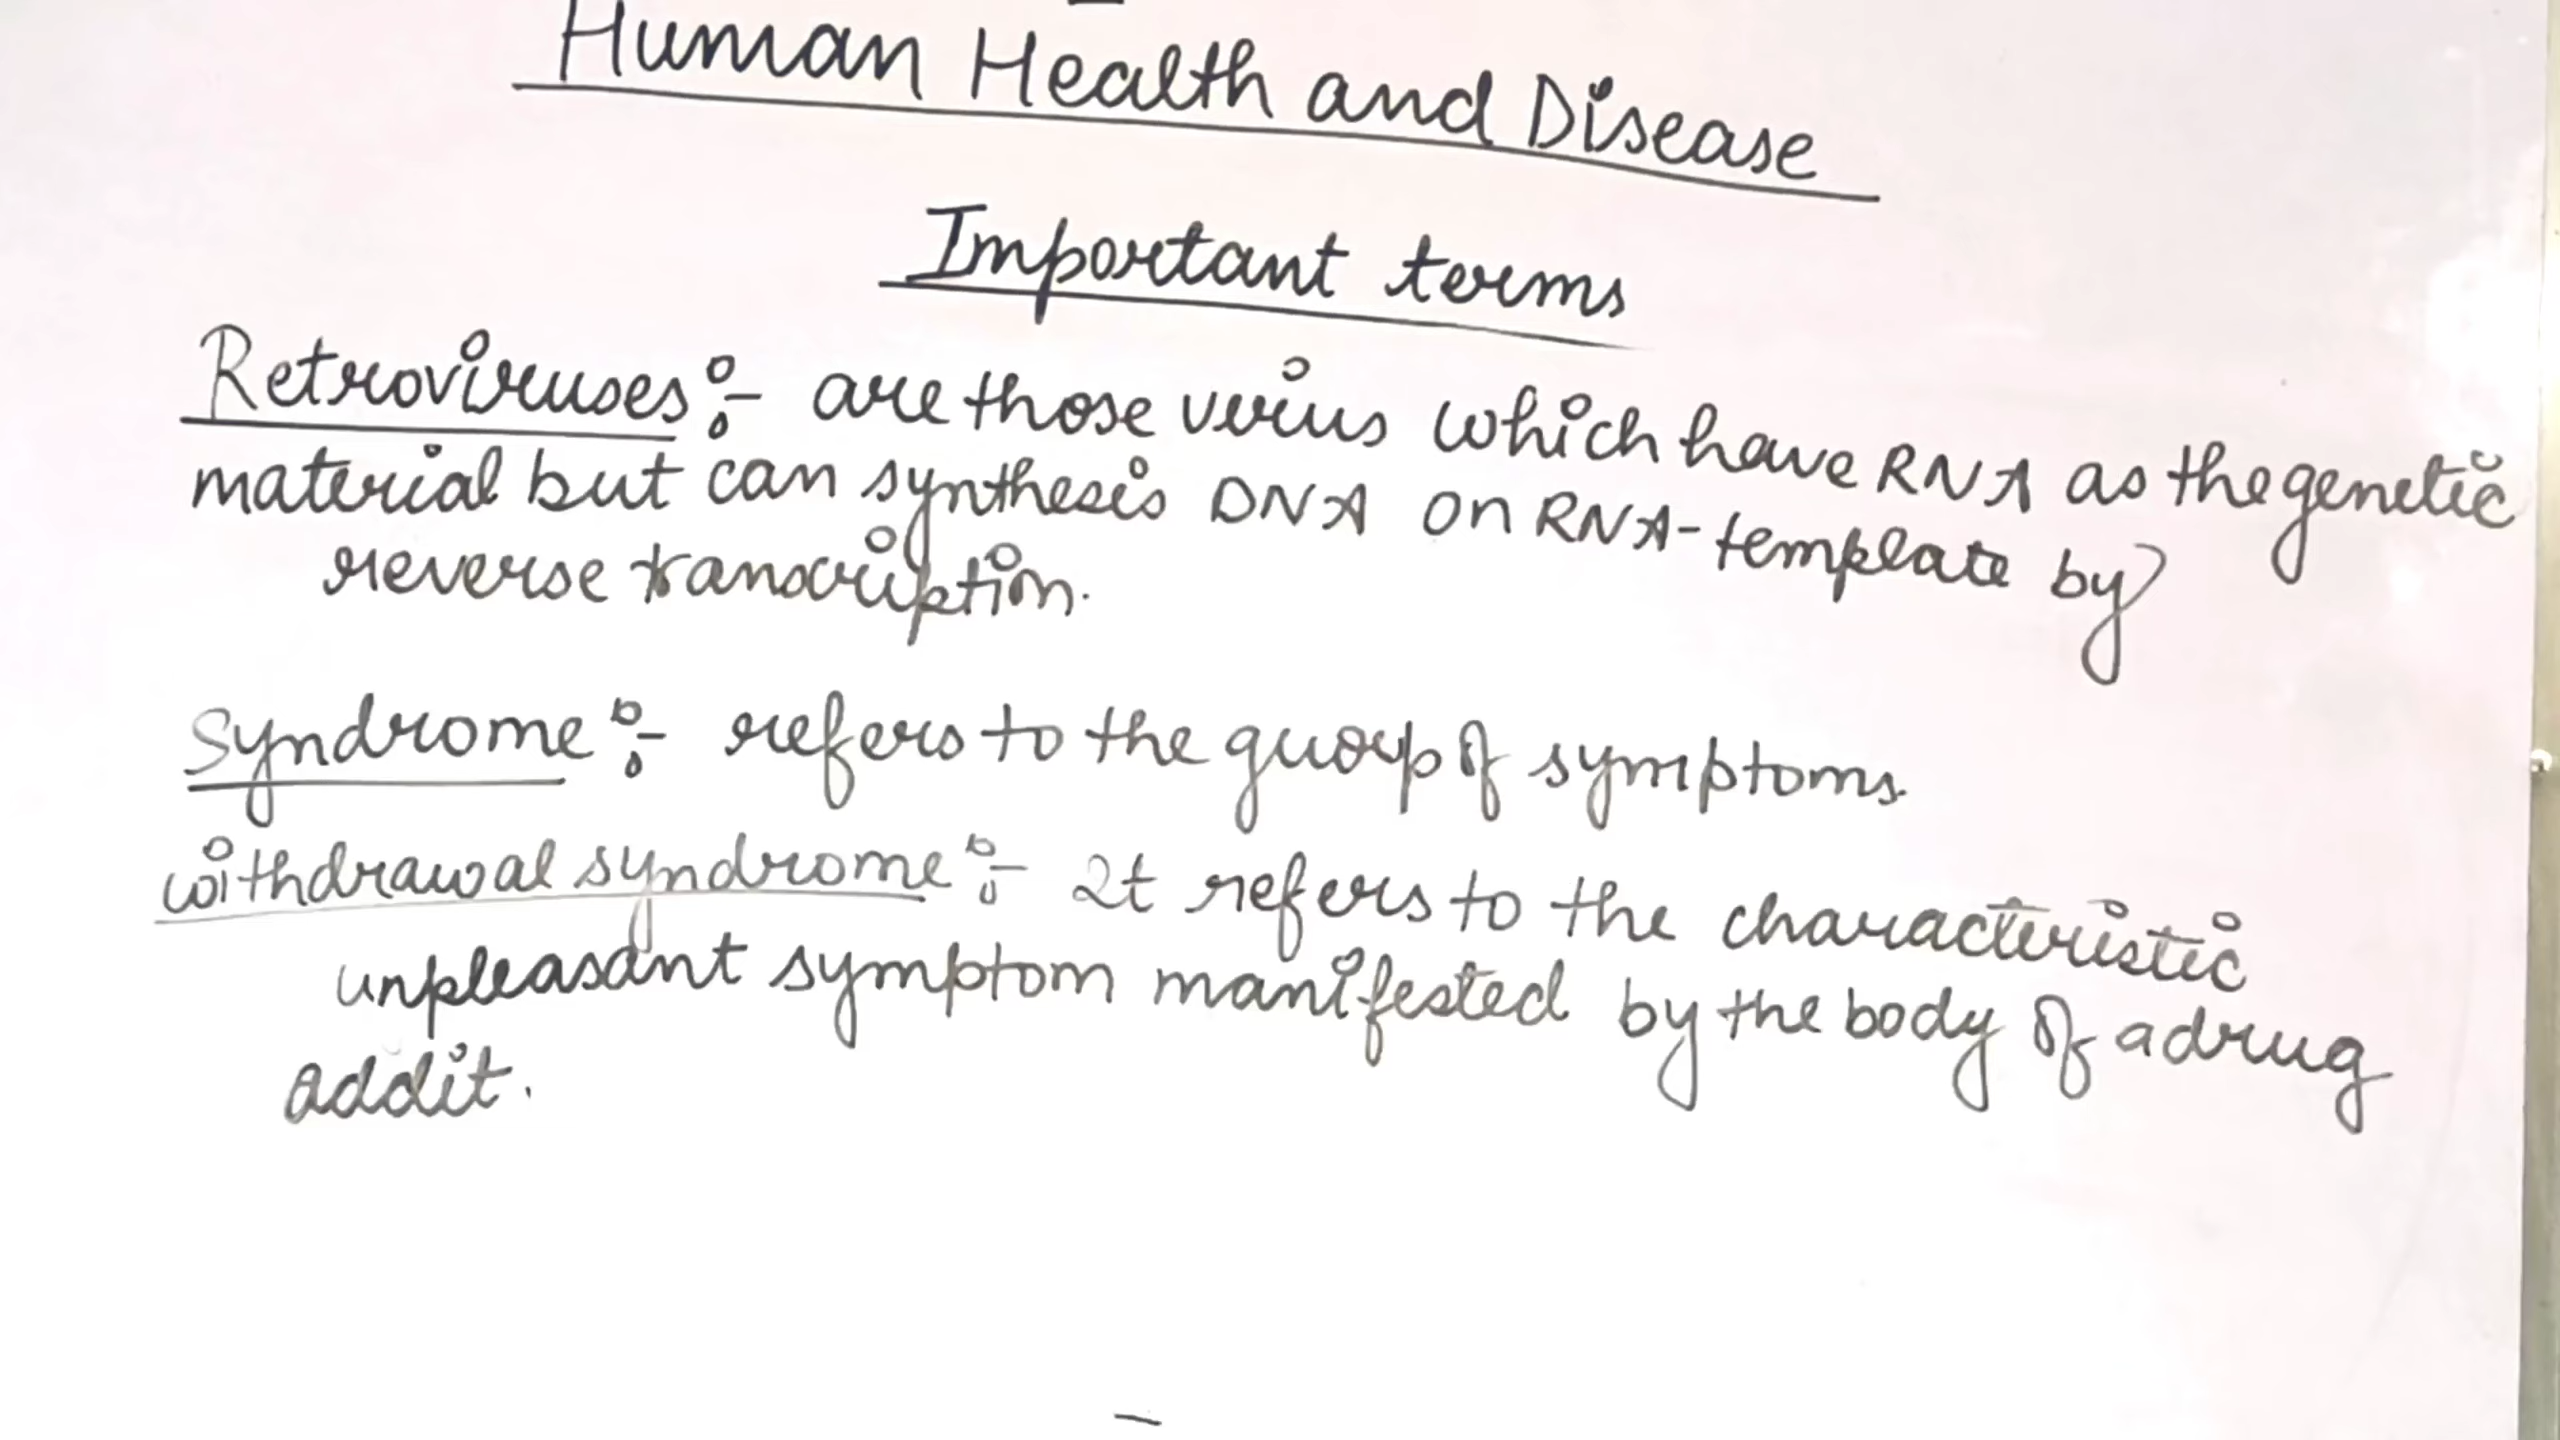 Human Health and Disease
Important terms
Retroviruses:- are those virus which have RNA as the genetic
material but can synthesis DNA on RNA-template by
reverse transcription.
Syndrome:- refers to the group of symptoms.
withdrawal syndrome:- It refers to the characteristic
unpleasant symptom manifested by the body of a drug
addit.